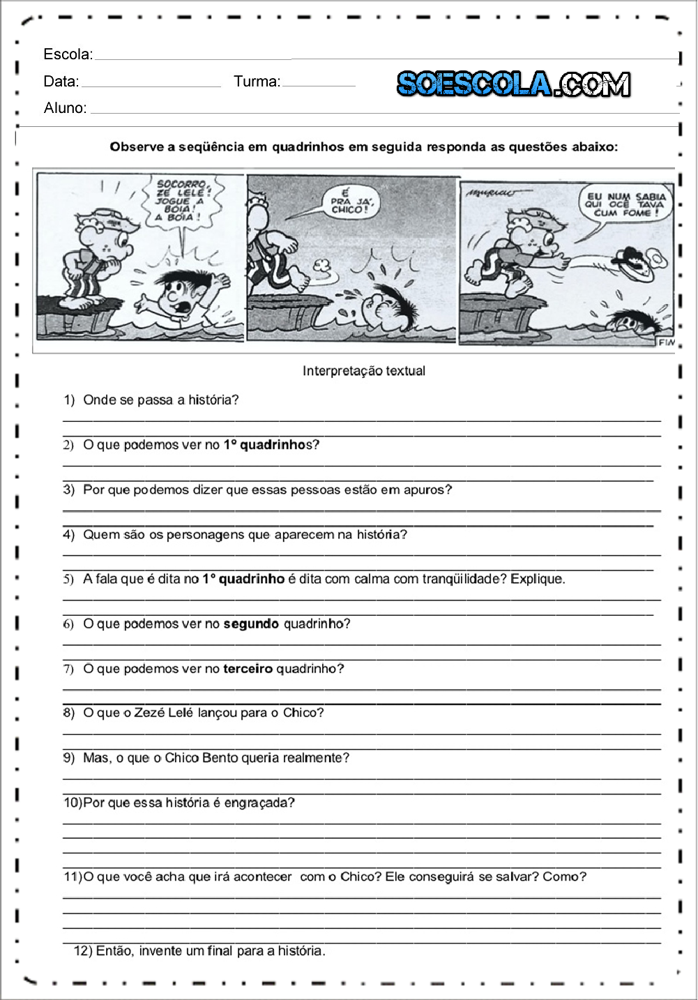 Escola:
Data: Turma:
SOESCOLA.COM
Aluno:
Observe a seqüência em quadrinhos em seguida responda as questões abaixo:
SOCORRO,
ZÉ LELÉ!
JOGUE A
BOIA!
A BOIA!
É
PRA JÁ,
CHICO!
MAURICIO
EU NUM SABIA
QUI OCÊ TAVA
CUM FOME!
FIM
Interpretação textual
1) Onde se passa a história?
2) O que podemos ver no 1º quadrinhos?
3) Por que podemos dizer que essas pessoas estão em apuros?
4) Quem são os personagens que aparecem na história?
5) A fala que é dita no 1º quadrinho é dita com calma com tranqüilidade? Explique.
6) O que podemos ver no segundo quadrinho?
7) O que podemos ver no terceiro quadrinho?
8) O que o Zezé Lelé lançou para o Chico?
9) Mas, o que o Chico Bento queria realmente?
10)Por que essa história é engraçada?
11)O que você acha que irá acontecer com o Chico? Ele conseguirá se salvar? Como?
12) Então, invente um final para a história.